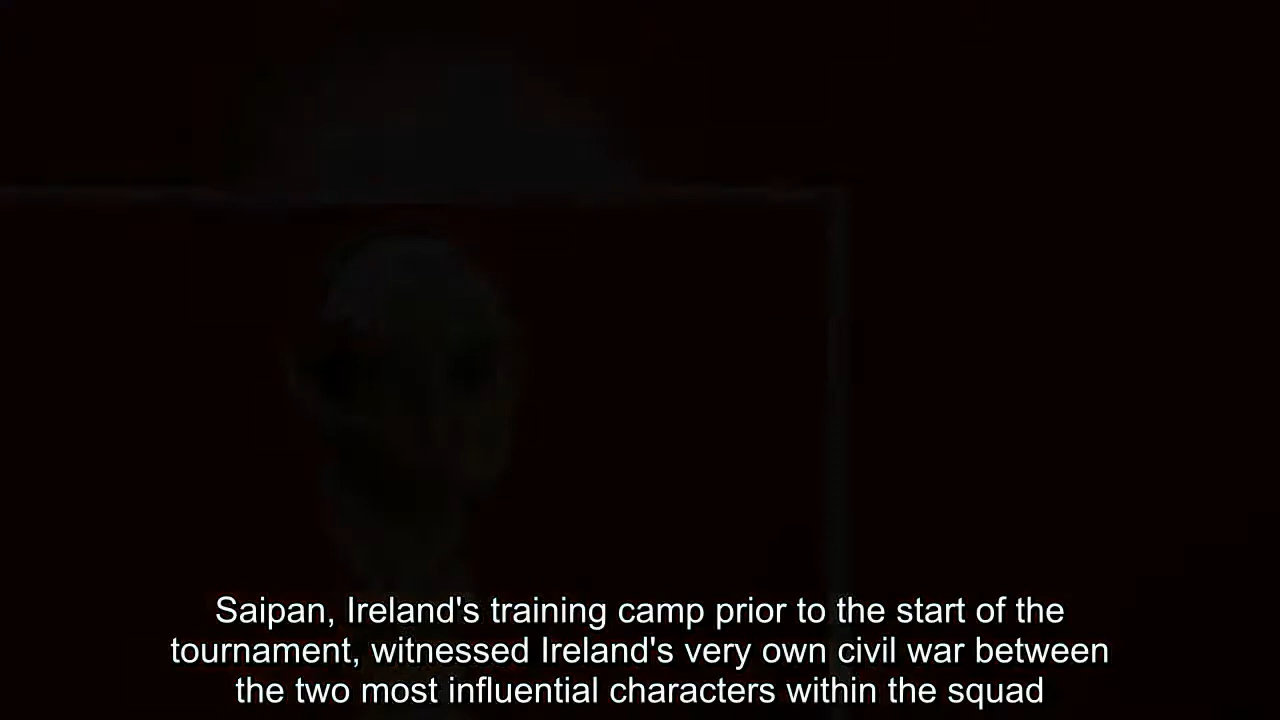 Saipan, Ireland's training camp prior to the start of the
tournament, witnessed Ireland's very own civil war between
the two most influential characters within the squad